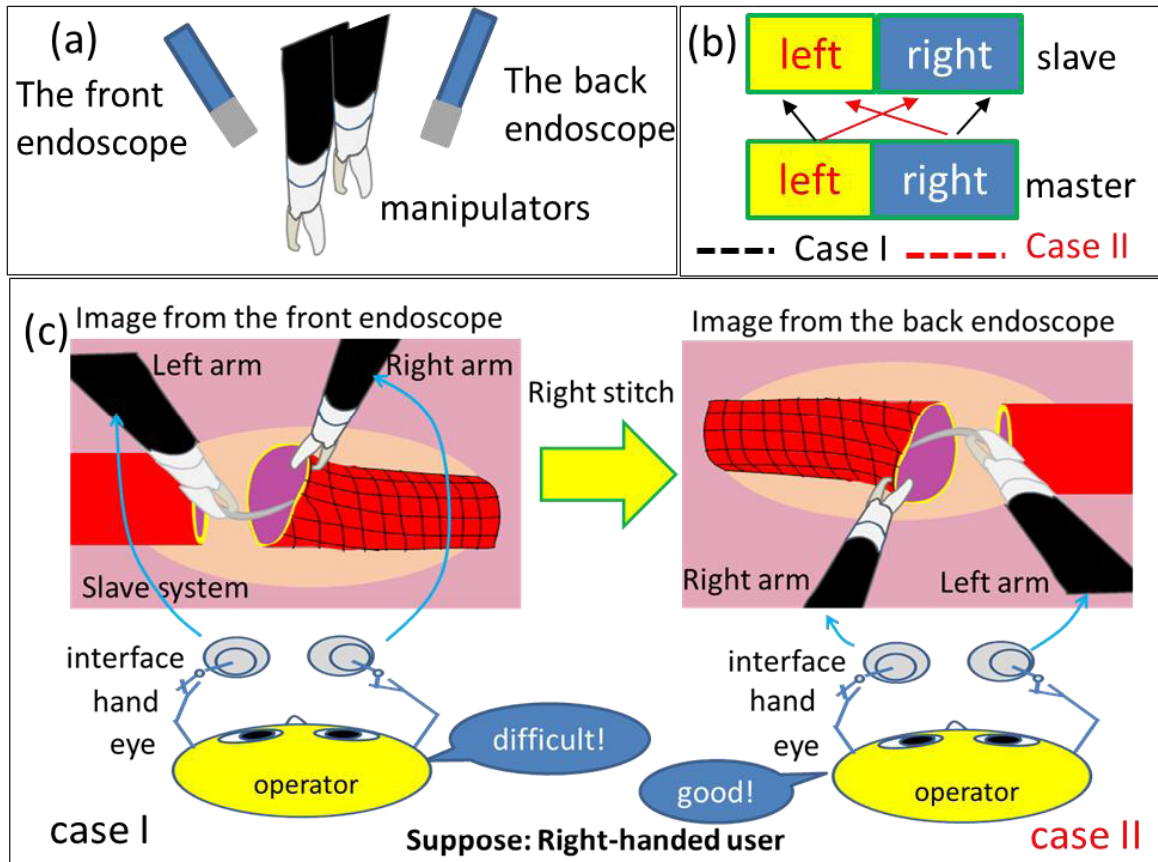 (a)
The front
endoscope
The back
endoscope
manipulators
(b)
left right slave
left right master
Case I Case II
(c)
Image from the front endoscope
Left arm Right arm
Slave system
Right stitch
Image from the back endoscope
Right arm Left arm
interface
hand
eye
operator
difficult!
case I
interface
hand
eye
operator
good!
Suppose: Right-handed user
case II